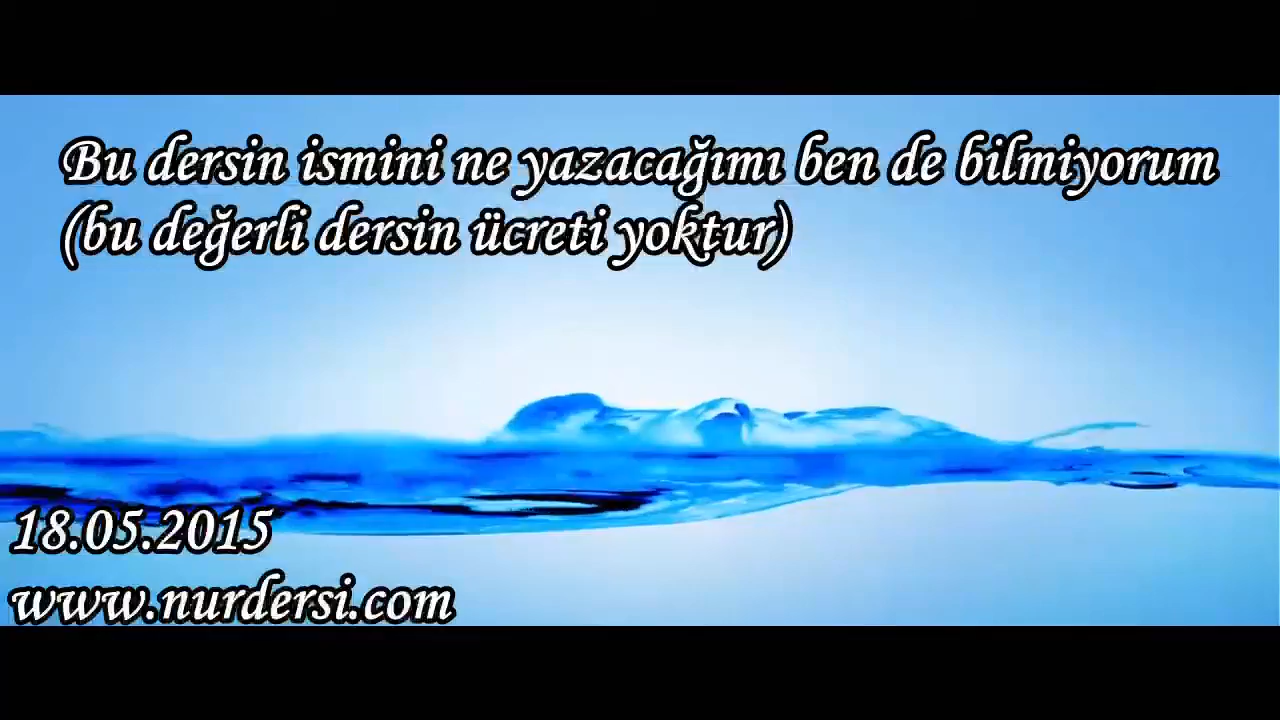 Bu dersin ismini ne yazacağımı ben de bilmiyorum
(bu değerli dersin ücreti yoktur)
18.05.2015
www.nurdersi.com